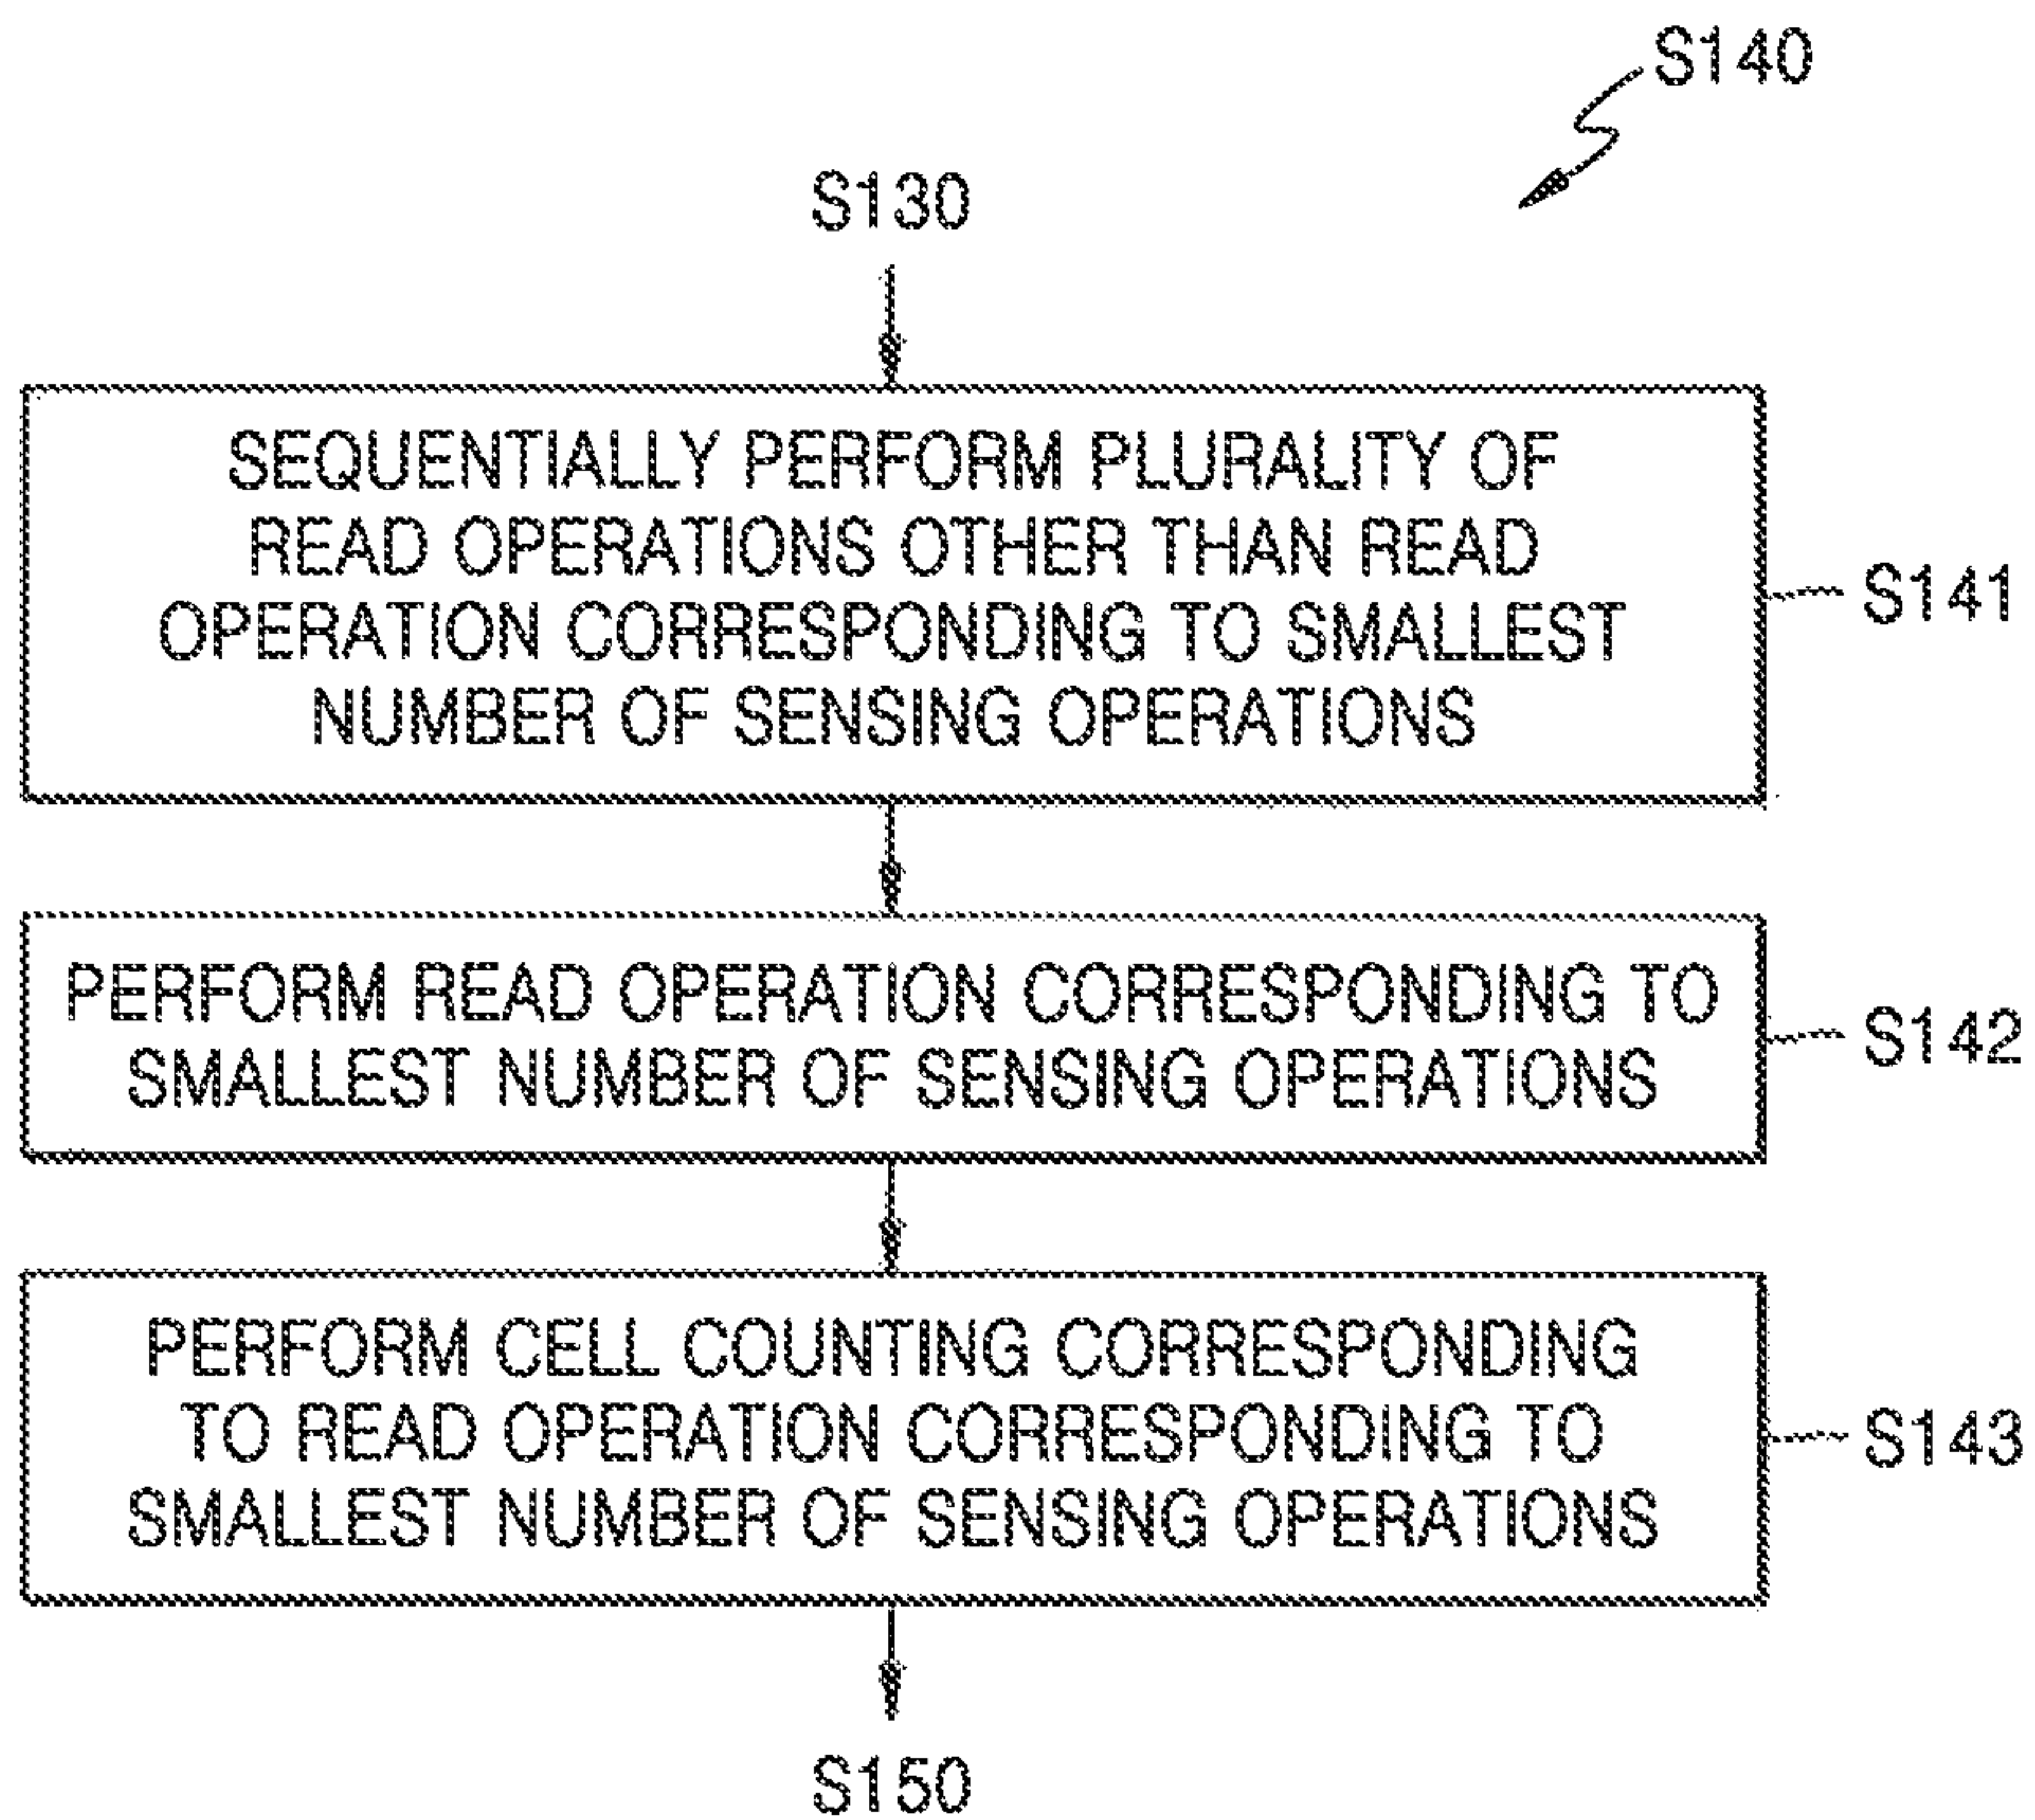 S140
S130
SEQUENTIALLY PERFORM PLURALITY OF
READ OPERATIONS OTHER THAN READ
OPERATION CORRESPONDING TO SMALLEST
NUMBER OF SENSING OPERATIONS
S141
PERFORM READ OPERATION CORRESPONDING TO
SMALLEST NUMBER OF SENSING OPERATIONS
S142
PERFORM CELL COUNTING CORRESPONDING
TO READ OPERATION CORRESPONDING TO
SMALLEST NUMBER OF SENSING OPERATIONS
S143
S150